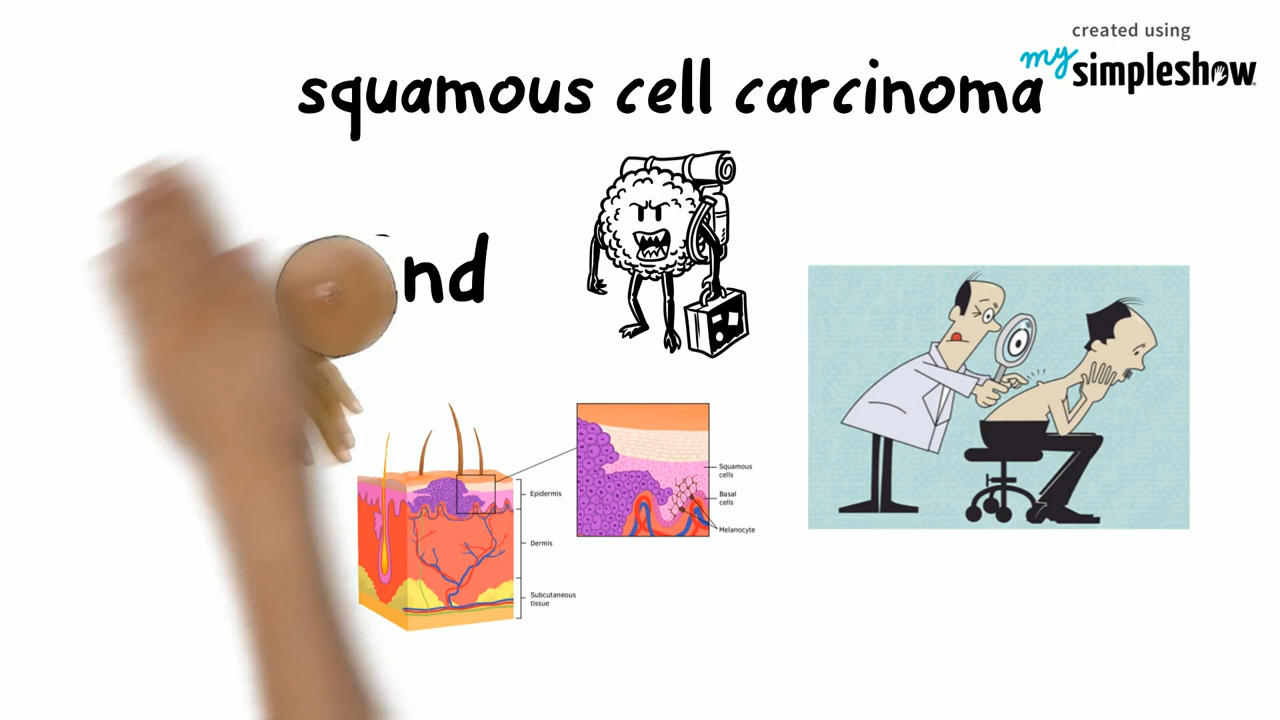 created using
my simpleshow
squamous cell carcinoma
nd
Epidermis
Dermis
Subcutaneous
tissue
Squamous
cells
Basal
cells
Melanocyte